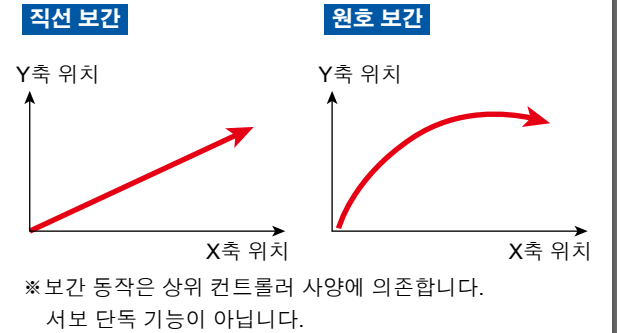 직선 보간
원호 보간
Y축 위치
Y축 위치
X축 위치
X축 위치
※보간 동작은 상위 컨트롤러 사양에 의존합니다.
서보 단독 기능이 아닙니다.